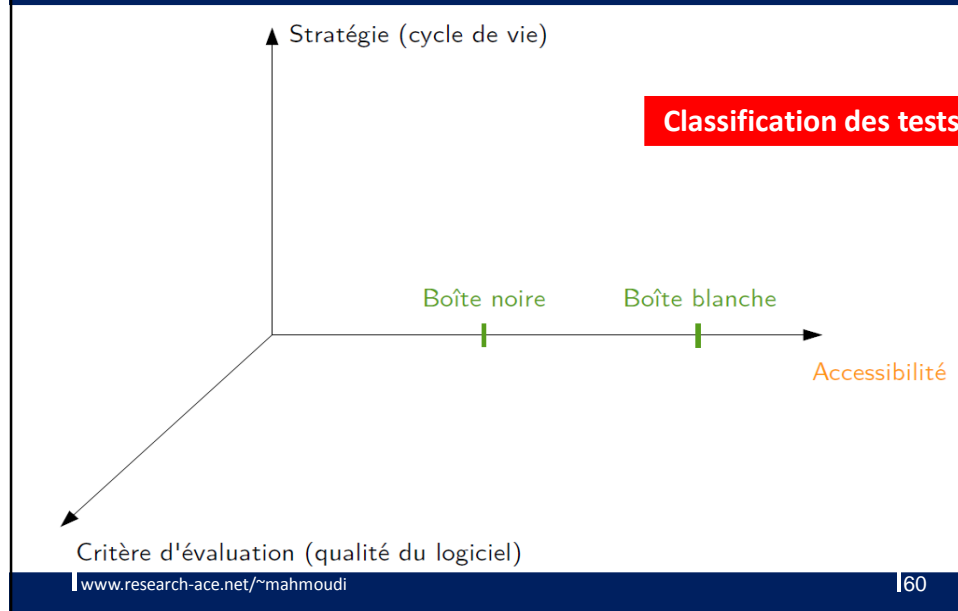 Stratégie (cycle de vie)
Classification des tests
Boîte noire
Boîte blanche
Accessibilité
Critère d'évaluation (qualité du logiciel)
www.research-ace.net/~mahmoudi
60